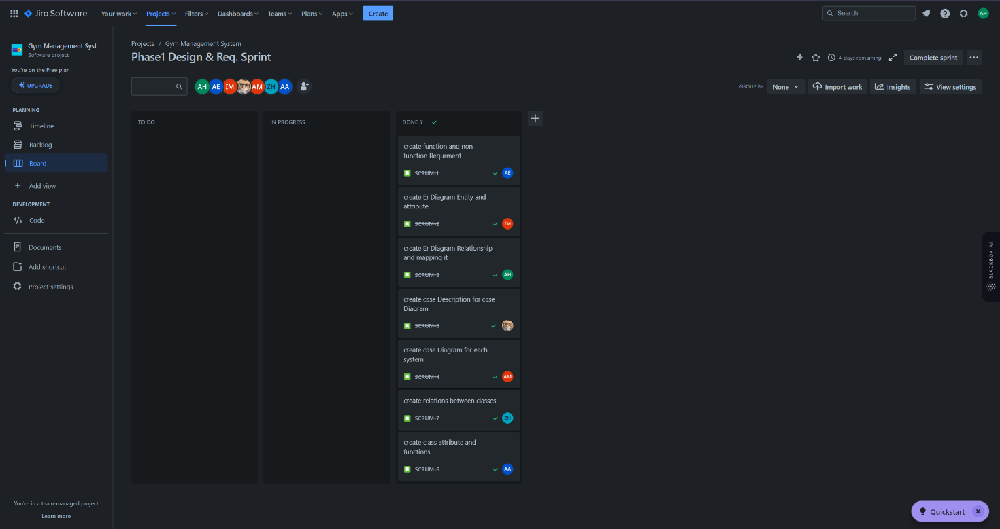 Jira Software
Your work
Projects
Filters
Dashboards
Teams
Plans
Apps
Create
Search
AH
Gym Management Syst...
Software project
You're on the Free plan
UPGRADE
PLANNING
Timeline
Backlog
Board
Add view
DEVELOPMENT
Code
Documents
Add shortcut
Project settings
You're in a team-managed project
Learn more
Projects / Gym Management System
Phase1 Design & Req. Sprint
4 days remaining
Complete sprint
AH AE IM AM ZH AA
GROUP BY
None
Import work
Insights
View settings
TO DO
IN PROGRESS
DONE 7
create function and non-
function Requrment
SCRUM-1
AE
create Er Diagram Entity and
attribute
SCRUM-2
IM
create Er Diagram Relationship
and mapping it
SCRUM-3
AH
create case Description for case
Diagram
SCRUM-5
create case Diagram for each
system
SCRUM-4
AM
create relations between classes
SCRUM-7
ZH
create class attribute and
functions
SCRUM-6
AA
BLACKBOX AI
Quickstart